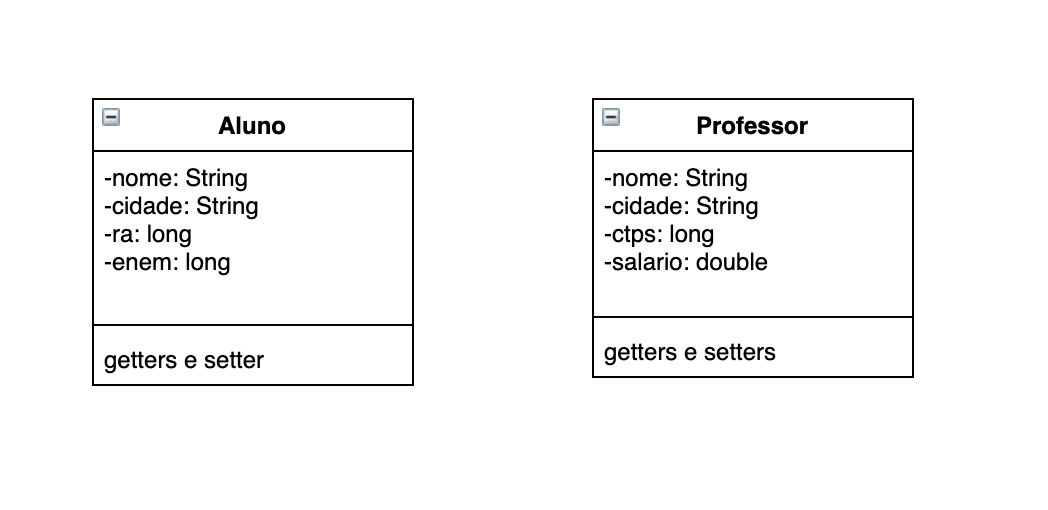 Aluno
-nome: String
-cidade: String
-ra: long
-enem: long
getters e setter
Professor
-nome: String
-cidade: String
-ctps: long
-salario: double
getters e setters